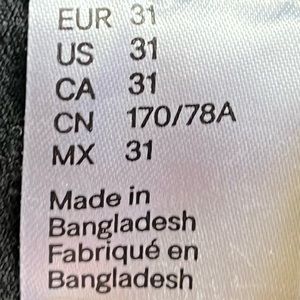 EUR 31
US 31
CA 31
CN 170/78A
MX 31
Made in
Bangladesh
Fabriqué en
Bangladesh